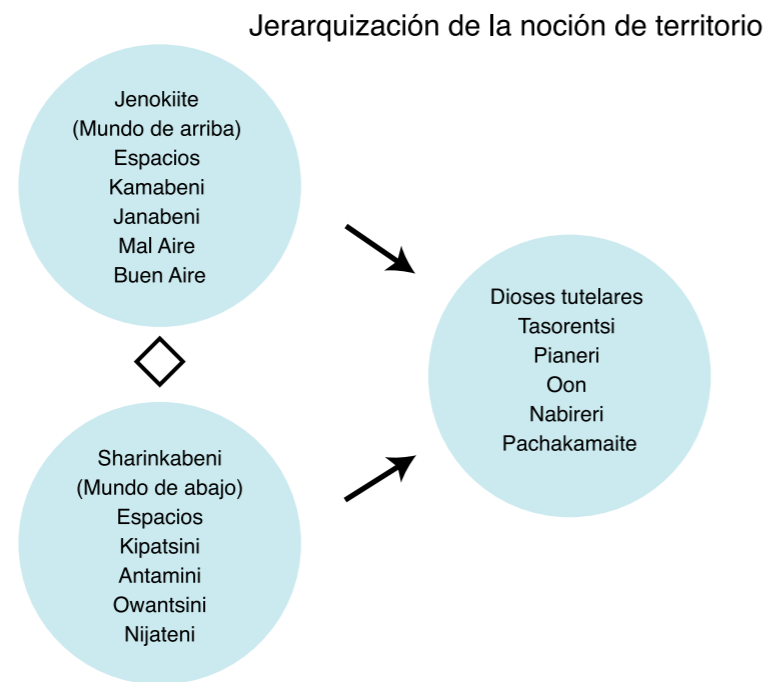 Jerarquización de la noción de territorio
Jenokiite
(Mundo de arriba)
Espacios
Kamabeni
Janabeni
Mal Aire
Buen Aire
Sharinkabeni
(Mundo de abajo)
Espacios
Kipatsini
Antamini
Owantsini
Nijateni
Dioses tutelares
Tasorentsi
Pianeri
Oon
Nabireri
Pachakamaite